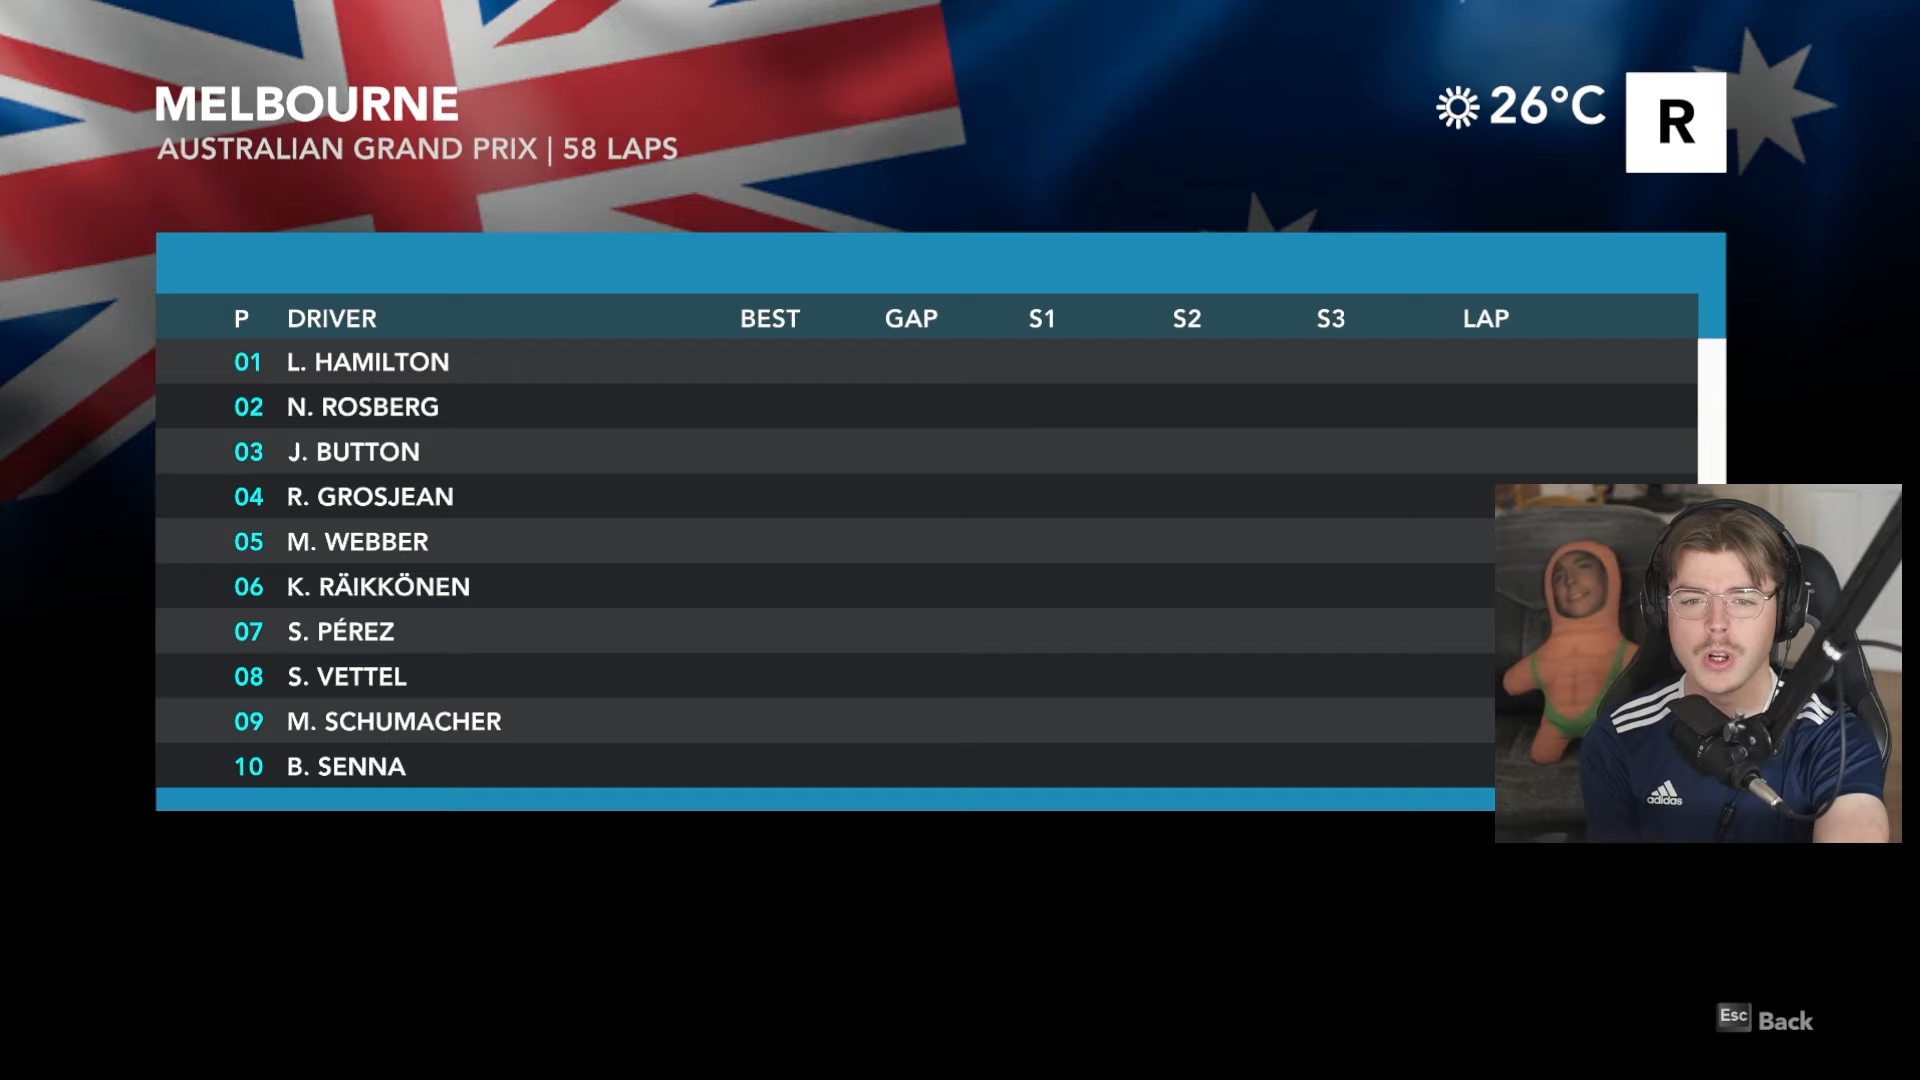 MELBOURNE
AUSTRALIAN GRAND PRIX | 58 LAPS
26°C
R
P DRIVER BEST GAP S1 S2 S3 LAP
01 L. HAMILTON
02 N. ROSBERG
03 J. BUTTON
04 R. GROSJEAN
05 M. WEBBER
06 K. RÄIKKÖNEN
07 S. PÉREZ
08 S. VETTEL
09 M. SCHUMACHER
10 B. SENNA
adidas
Esc Back